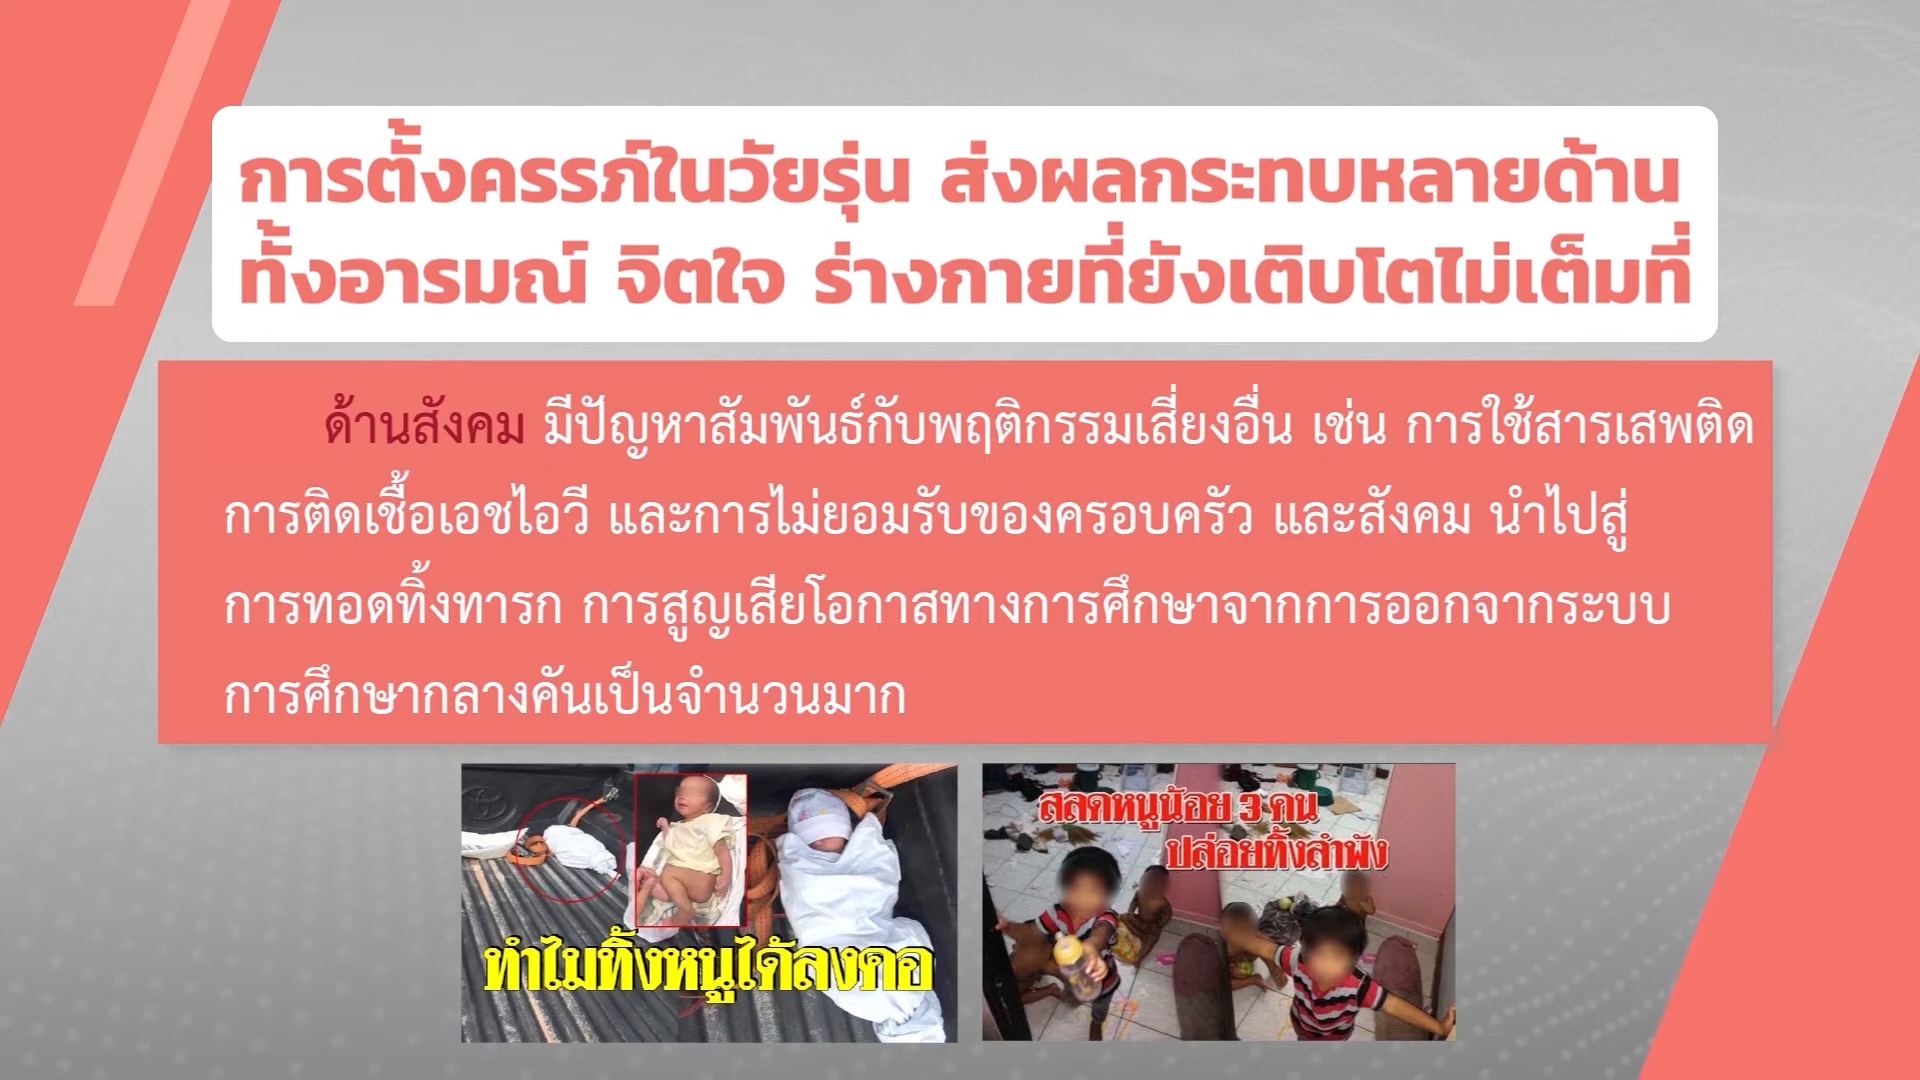 การตั้งครรภ์ในวัยรุ่น ส่งผลกระทบหลายด้าน
ทั้งอารมณ์ จิตใจ ร่างกายที่ยังเติบโตไม่เต็มที่
ด้านสังคม มีปัญหาสัมพันธ์กับพฤติกรรมเสี่ยงอื่น เช่น การใช้สารเสพติด
การติดเชื้อเอชไอวี และการไม่ยอมรับของครอบครัว และสังคม นำไปสู่
การทอดทิ้งทารก การสูญเสียโอกาสทางการศึกษาจากการออกจากระบบ
การศึกษากลางคันเป็นจำนวนมาก
ทำไมทิ้งหนูได้ลงคอ
สลดหนูน้อย 3 คน
ปล่อยทิ้งลำพัง